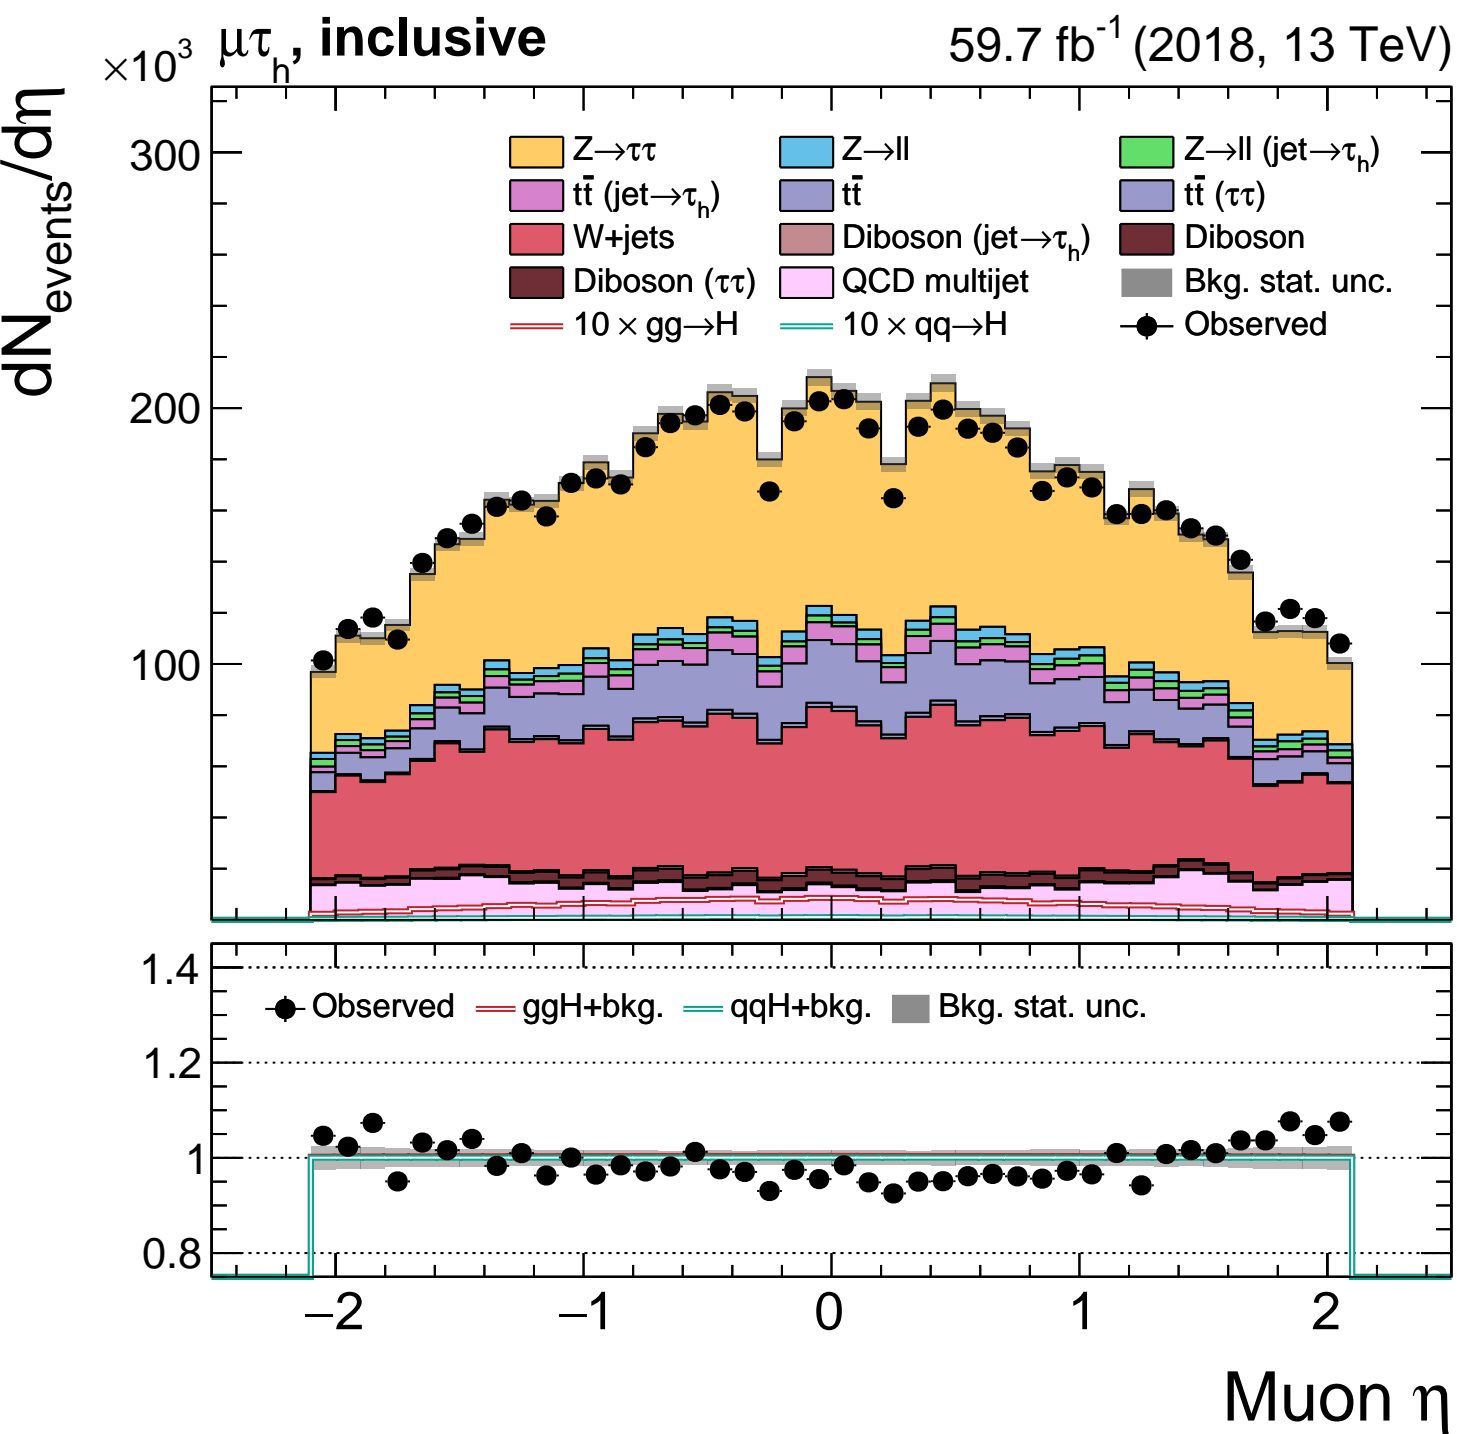 ×10³ μτh, inclusive 59.7 fb⁻¹ (2018, 13 TeV)
dNevents/dη
300
200
100
Z→ττ Z→ll Z→ll (jet→τh)
tt̄ (jet→τh) tt̄ tt̄ (ττ)
W+jets Diboson (jet→τh) Diboson
Diboson (ττ) QCD multijet Bkg. stat. unc.
10 × gg→H 10 × qq→H Observed
1.4
1.2
1
0.8
Observed ggH+bkg. qqH+bkg. Bkg. stat. unc.
−2 −1 0 1 2
Muon η